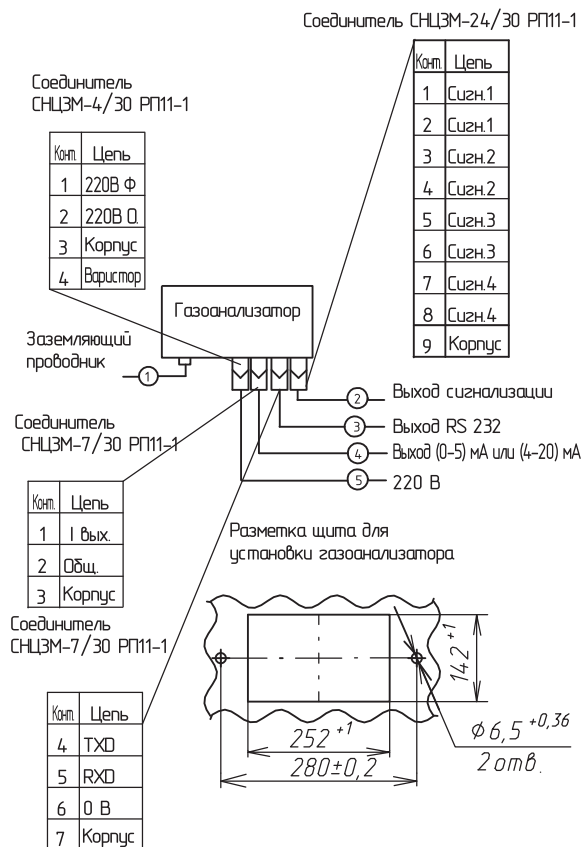 Соединитель СНЦЗМ-24/30 РП11-1
Конт. Цепь
1 Сигн.1
2 Сигн.1
3 Сигн.2
4 Сигн.2
5 Сигн.3
6 Сигн.3
7 Сигн.4
8 Сигн.4
9 Корпус
Соединитель
СНЦЗМ-4/30 РП11-1
Конт. Цепь
1 220В Ф
2 220В О.
3 Корпус
4 Варистор
Газоанализатор
Заземляющий
проводник
1
2 Выход сигнализации
3 Выход RS 232
4 Выход (0-5) мА или (4-20) мА
5 220 В
Соединитель
СНЦЗМ-7/30 РП11-1
Конт. Цепь
1 I вых.
2 Общ.
3 Корпус
Соединитель
СНЦЗМ-7/30 РП11-1
Конт. Цепь
4 TXD
5 RXD
6 0 В
7 Корпус
Разметка щита для
установки газоанализатора
142 +1
252 +1
280±0,2
ϕ 6,5 +0,36
2 отв.